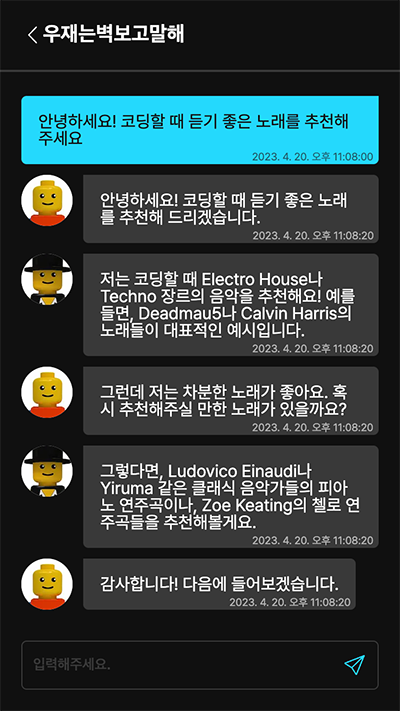 우재는벽보고말해
안녕하세요! 코딩할 때 듣기 좋은 노래를 추천해
주세요
2023. 4. 20. 오후 11:08:00
안녕하세요! 코딩할 때 듣기 좋은 노래
를 추천해 드리겠습니다.
2023. 4. 20. 오후 11:08:20
저는 코딩할 때 Electro House나
Techno 장르의 음악을 추천해요! 예를
들면, Deadmau5나 Calvin Harris의
노래들이 대표적인 예시입니다.
2023. 4. 20. 오후 11:08:20
그런데 저는 차분한 노래가 좋아요. 혹
시 추천해주실 만한 노래가 있을까요?
2023. 4. 20. 오후 11:08:20
그렇다면, Ludovico Einaudi나
Yiruma 같은 클래식 음악가들의 피아
노 연주곡이나, Zoe Keating의 첼로 연
주곡들을 추천해볼게요.
2023. 4. 20. 오후 11:08:20
감사합니다! 다음에 들어보겠습니다.
2023. 4. 20. 오후 11:08:20
입력해주세요.